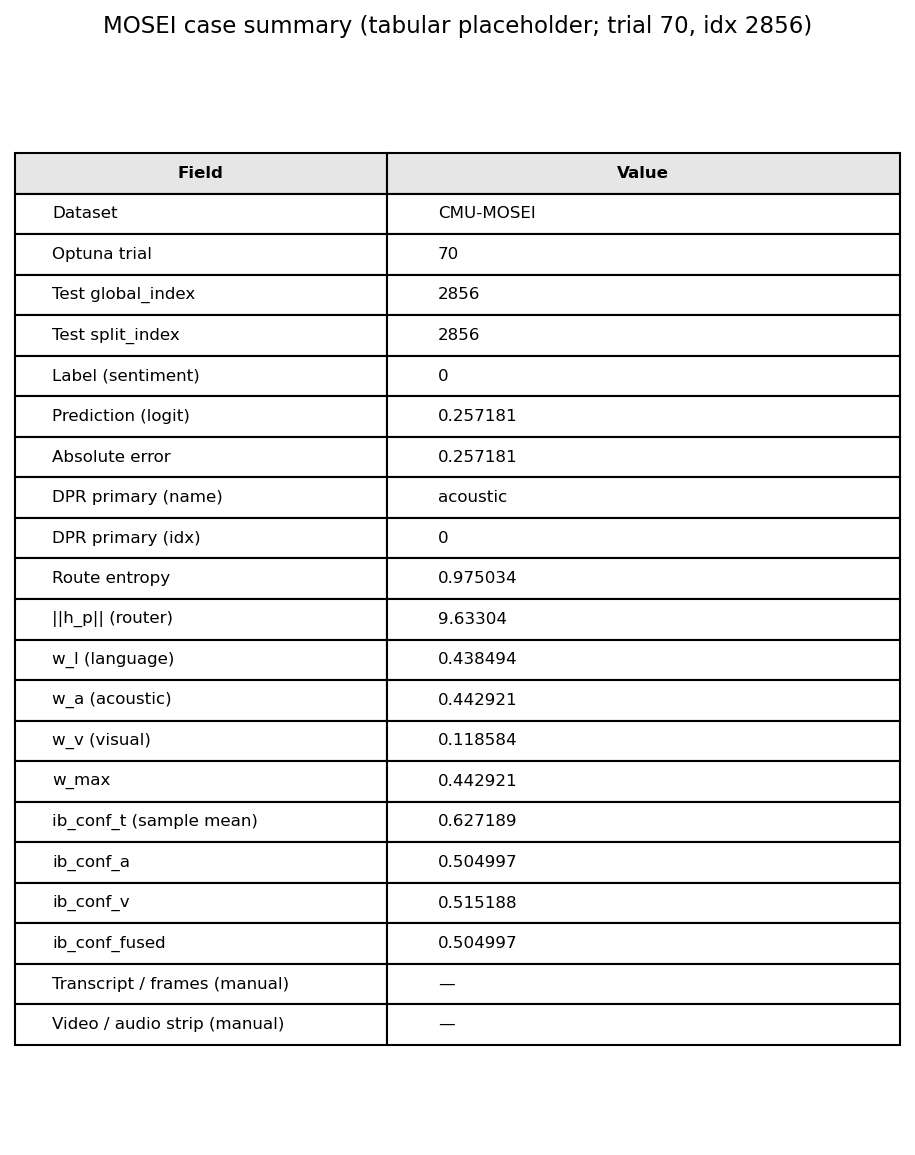 MOSEI case summary (tabular placeholder; trial 70, idx 2856)
Field Value
Dataset CMU-MOSEI
Optuna trial 70
Test global_index 2856
Test split_index 2856
Label (sentiment) 0
Prediction (logit) 0.257181
Absolute error 0.257181
DPR primary (name) acoustic
DPR primary (idx) 0
Route entropy 0.975034
||h_p|| (router) 9.63304
w_l (language) 0.438494
w_a (acoustic) 0.442921
w_v (visual) 0.118584
w_max 0.442921
ib_conf_t (sample mean) 0.627189
ib_conf_a 0.504997
ib_conf_v 0.515188
ib_conf_fused 0.504997
Transcript / frames (manual) —
Video / audio strip (manual) —